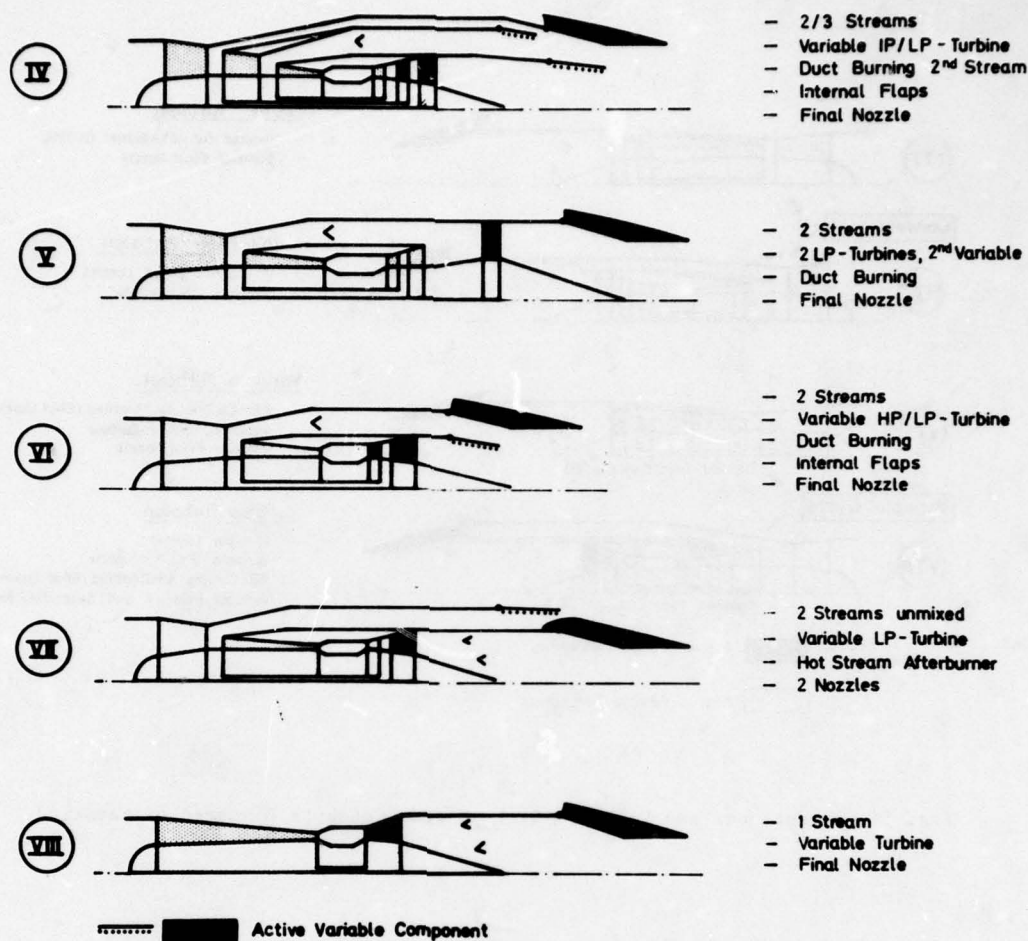 IV
- 2/3 Streams
- Variable IP/LP-Turbine
- Duct Burning 2nd Stream
- Internal Flaps
- Final Nozzle
V
- 2 Streams
- 2 LP-Turbines, 2nd Variable
- Duct Burning
- Final Nozzle
VI
- 2 Streams
- Variable HP/LP-Turbine
- Duct Burning
- Internal Flaps
- Final Nozzle
VII
- 2 Streams unmixed
- Variable LP-Turbine
- Hot Stream Afterburner
- 2 Nozzles
VIII
- 1 Stream
- Variable Turbine
- Final Nozzle
Active Variable Component